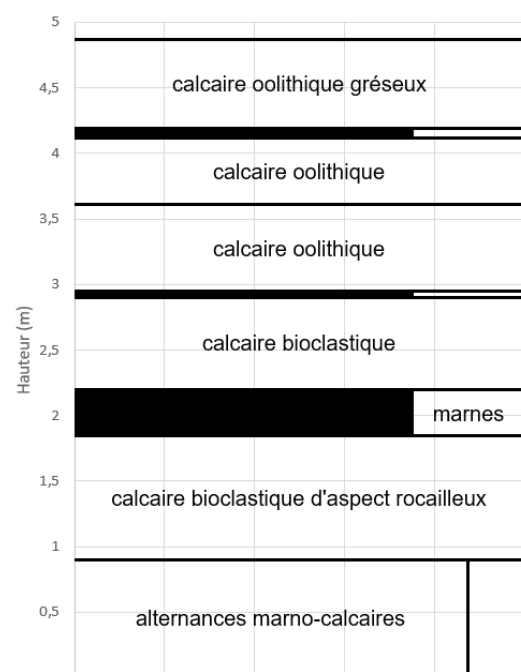 5
calcaire oolithique gréseux
4,5
4
calcaire oolithique
3,5
calcaire oolithique
3
Hauteur (m)
calcaire bioclastique
2,5
2
marnes
1,5
calcaire bioclastique d'aspect rocailleux
1
0,5
alternances marno-calcaires